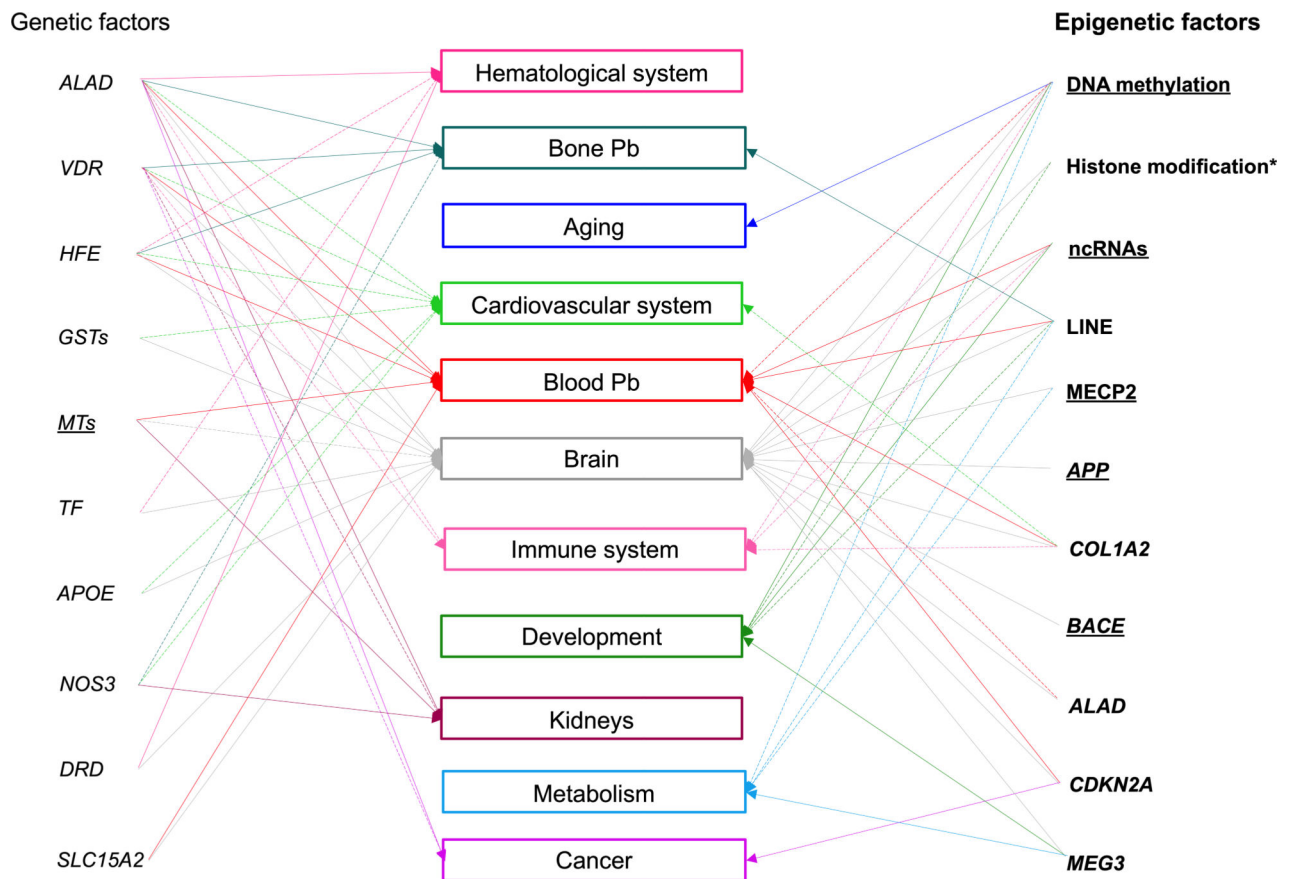 Genetic factors
Epigenetic factors
ALAD
VDR
HFE
GSTs
MTs
TF
APOE
NOS3
DRD
SLC15A2
Hematological system
Bone Pb
Aging
Cardiovascular system
Blood Pb
Brain
Immune system
Development
Kidneys
Metabolism
Cancer
DNA methylation
Histone modification*
ncRNAs
LINE
MECP2
APP
COL1A2
BACE
ALAD
CDKN2A
MEG3